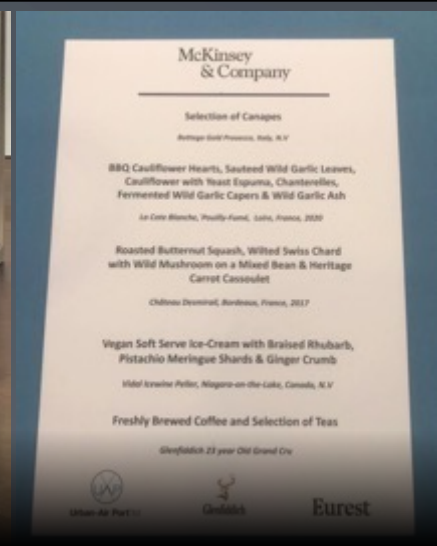 McKinsey
& Company
Selection of Canapes
Bottega Gold Prosecco, Italy, N.V
BBQ Cauliflower Hearts, Sauteed Wild Garlic Leaves,
Cauliflower with Yeast Espuma, Chanterelles,
Fermented Wild Garlic Capers & Wild Garlic Ash
La Cote Blanche, Pouilly-Fumé, Loire, France, 2020
Roasted Butternut Squash, Wilted Swiss Chard
with Wild Mushroom on a Mixed Bean & Heritage
Carrot Cassoulet
Château Desmirail, Bordeaux, France, 2017
Vegan Soft Serve Ice-Cream with Braised Rhubarb,
Pistachio Meringue Shards & Ginger Crumb
Vidal Icewine Peller, Niagara-on-the-Lake, Canada, N.V
Freshly Brewed Coffee and Selection of Teas
Glenfiddich 23 year Old Grand Cru
Urban-Air Port
Glenfiddich
Eurest